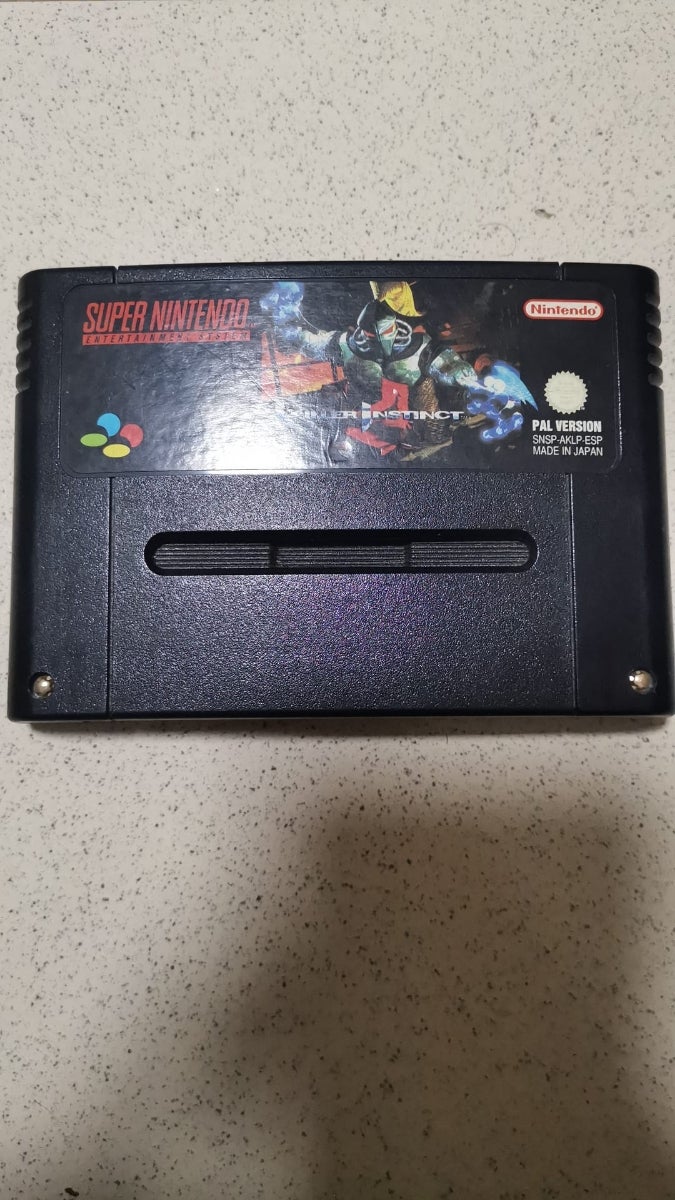 SUPER NINTENDO
ENTERTAINMENT SYSTEM
Nintendo
KILLER INSTINCT
PAL VERSION
SNSP-AKLP-ESP
MADE IN JAPAN